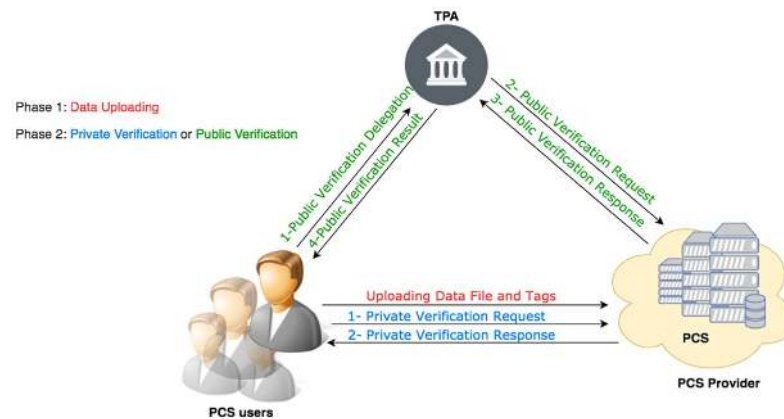 TPA
Phase 1: Data Uploading
Phase 2: Private Verification or Public Verification
1-Public Verification Delegation
4-Public Verification Result
2- Public Verification Request
3- Public Verification Response
Uploading Data File and Tags
1- Private Verification Request
2- Private Verification Response
PCS
PCS Provider
PCS users